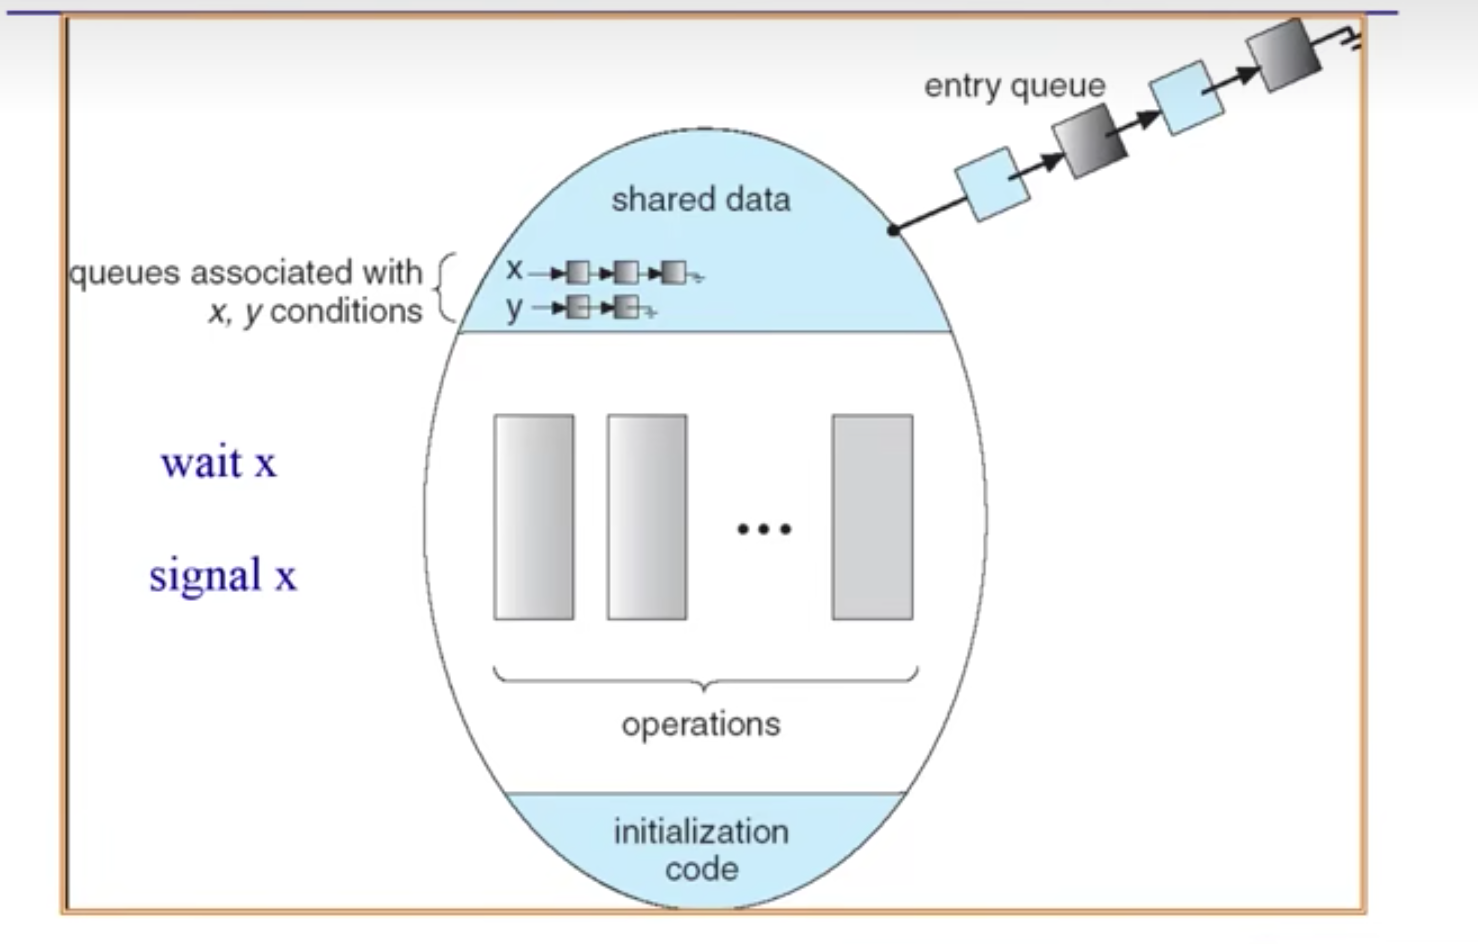 entry queue
shared data
queues associated with
x, y conditions
x
y
wait x
signal x
...
operations
initialization
code